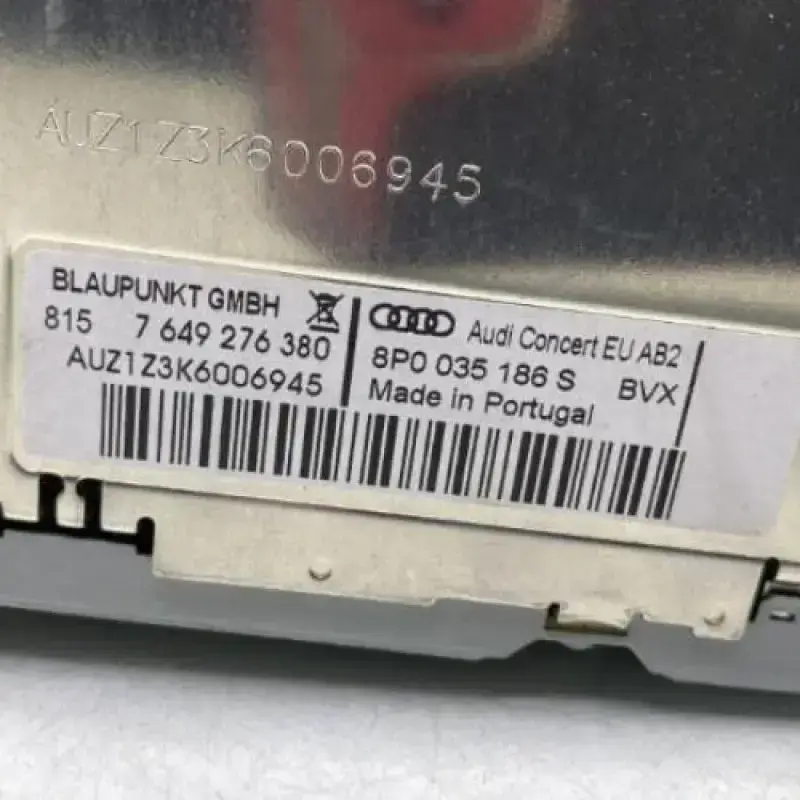 AUZ1Z3K6006945
BLAUPUNKT GMBH
815 7 649 276 380
AUZ1Z3K6006945
Audi Concert EU AB2
8P0 035 186 S BVX
Made in Portugal